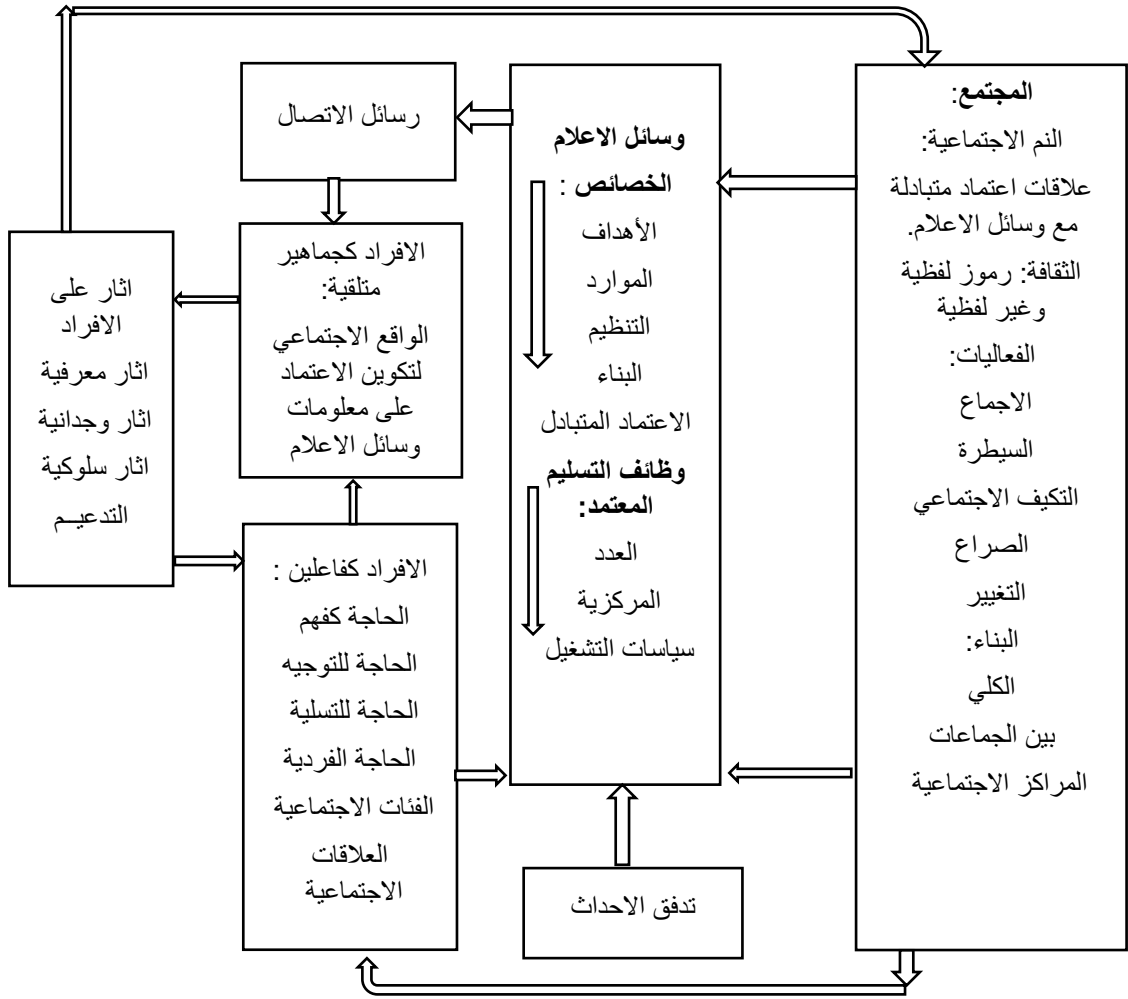 المجتمع:
النم الاجتماعية:
علاقات اعتماد متبادلة
مع وسائل الاعلام.
الثقافة: رموز لفظية
وغير لفظية
الفعاليات:
الاجماع
السيطرة
التكيف الاجتماعي
الصراع
التغيير
البناء:
الكلي
بين الجماعات
المراكز الاجتماعية
وسائل الاعلام
الخصائص :
الأهداف
الموارد
التنظيم
البناء
الاعتماد المتبادل
وظائف التسليم
المعتمد:
العدد
المركزية
سياسات التشغيل
تدفق الاحداث
رسائل الاتصال
الافراد كجماهير
متلقية:
الواقع الاجتماعي
لتكوين الاعتماد
على معلومات
وسائل الاعلام
الافراد كفاعلين :
الحاجة كفهم
الحاجة للتوجيه
الحاجة للتسلية
الحاجة الفردية
الفئات الاجتماعية
العلاقات
الاجتماعية
اثار على
الافراد
اثار معرفية
اثار وجدانية
اثار سلوكية
التدعيــم